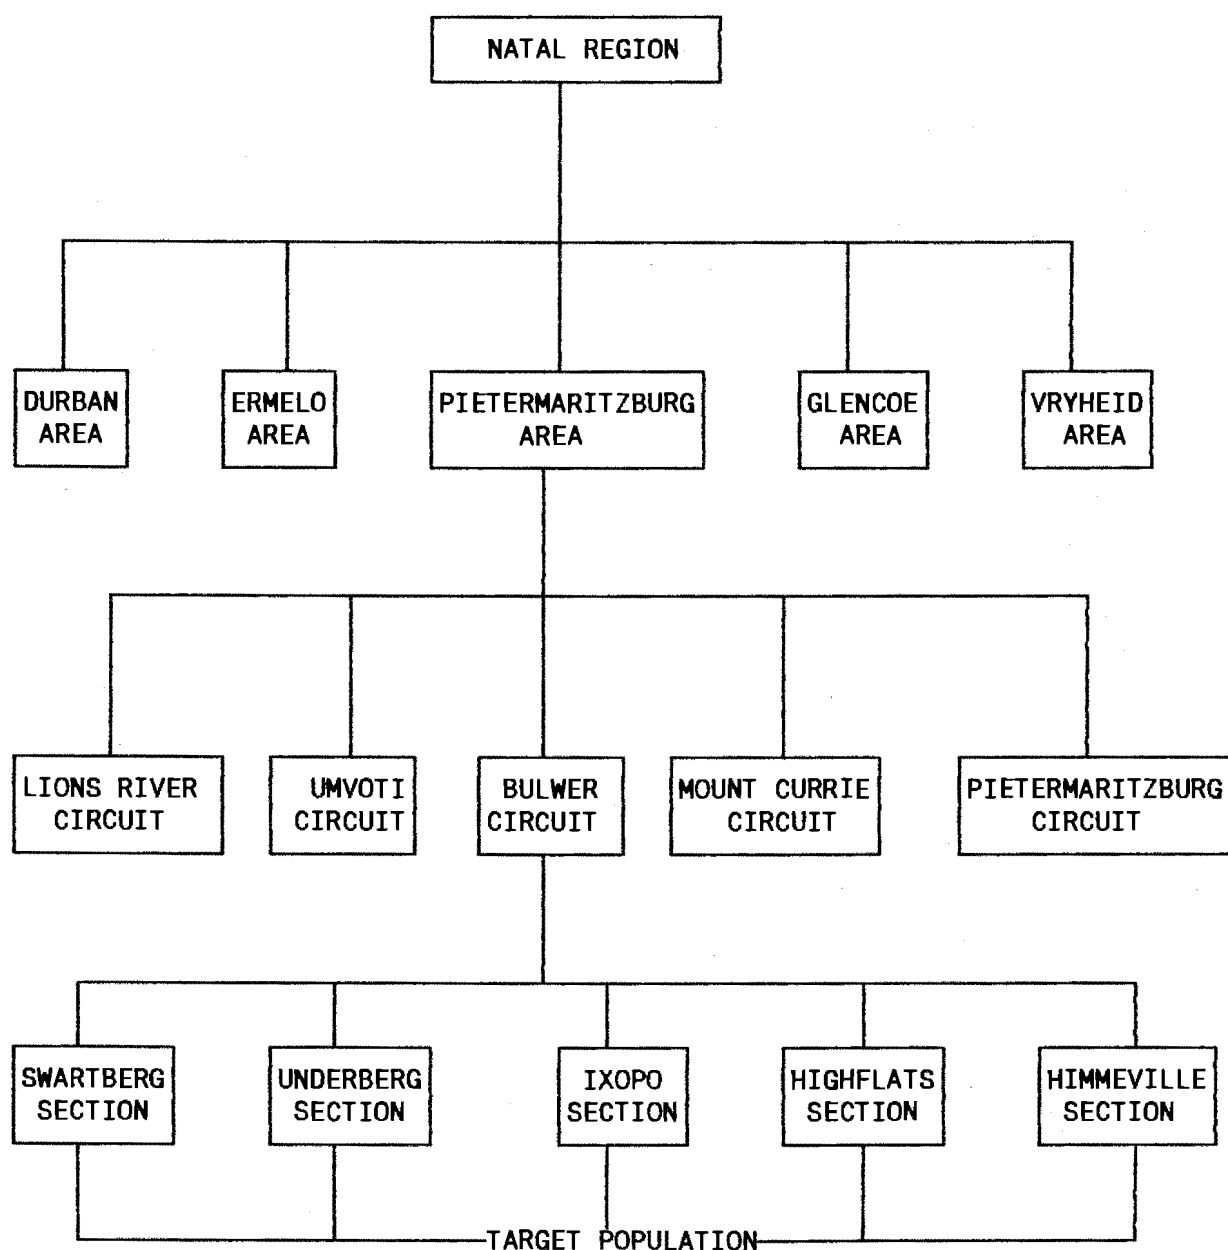 NATAL REGION
DURBAN
AREA
ERMELO
AREA
PIETERMARITZBURG
AREA
GLENCOE
AREA
VRYHEID
AREA
LIONS RIVER
CIRCUIT
UMVOTI
CIRCUIT
BULWER
CIRCUIT
MOUNT CURRIE
CIRCUIT
PIETERMARITZBURG
CIRCUIT
SWARTBERG
SECTION
UNDERBERG
SECTION
IXOPO
SECTION
HIGHFLATS
SECTION
HIMMEVILLE
SECTION
TARGET POPULATION